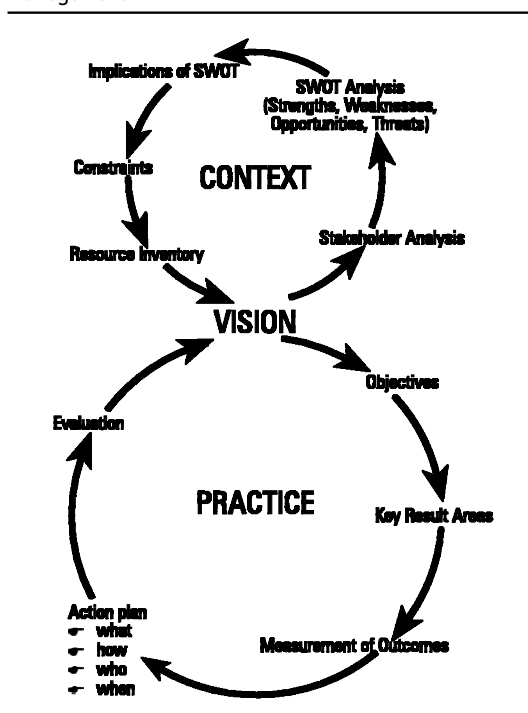 Implications of SWOT
SWOT Analysis
(Strengths, Weaknesses,
Opportunities, Threats)
Constraints
CONTEXT
Stakeholder Analysis
Resource Inventory
VISION
Objectives
Evaluation
PRACTICE
Key Result Areas
Action plan
☛ what
☛ how
☛ who
☛ when
Measurement of Outcomes